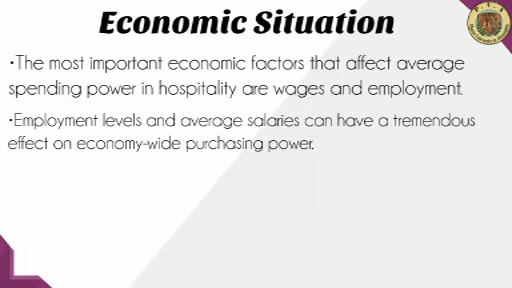 Economic Situation
•The most important economic factors that affect average
spending power in hospitality are wages and employment.
•Employment levels and average salaries can have a tremendous
effect on economy-wide purchasing power.